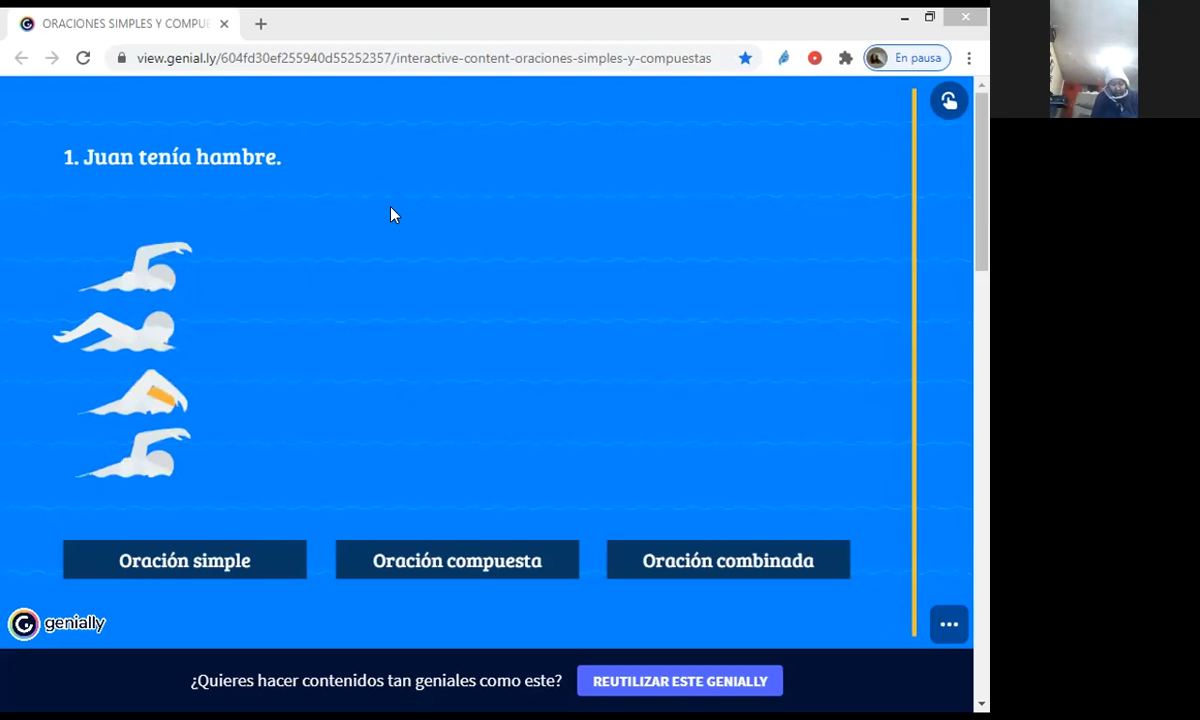 ORACIONES SIMPLES Y COMPUE
view.genial.ly/604fd30ef255940d55252357/interactive-content-oraciones-simples-y-compuestas
En pausa
1. Juan tenía hambre.
Oración simple
Oración compuesta
Oración combinada
genially
¿Quieres hacer contenidos tan geniales como este?
REUTILIZAR ESTE GENIALLY